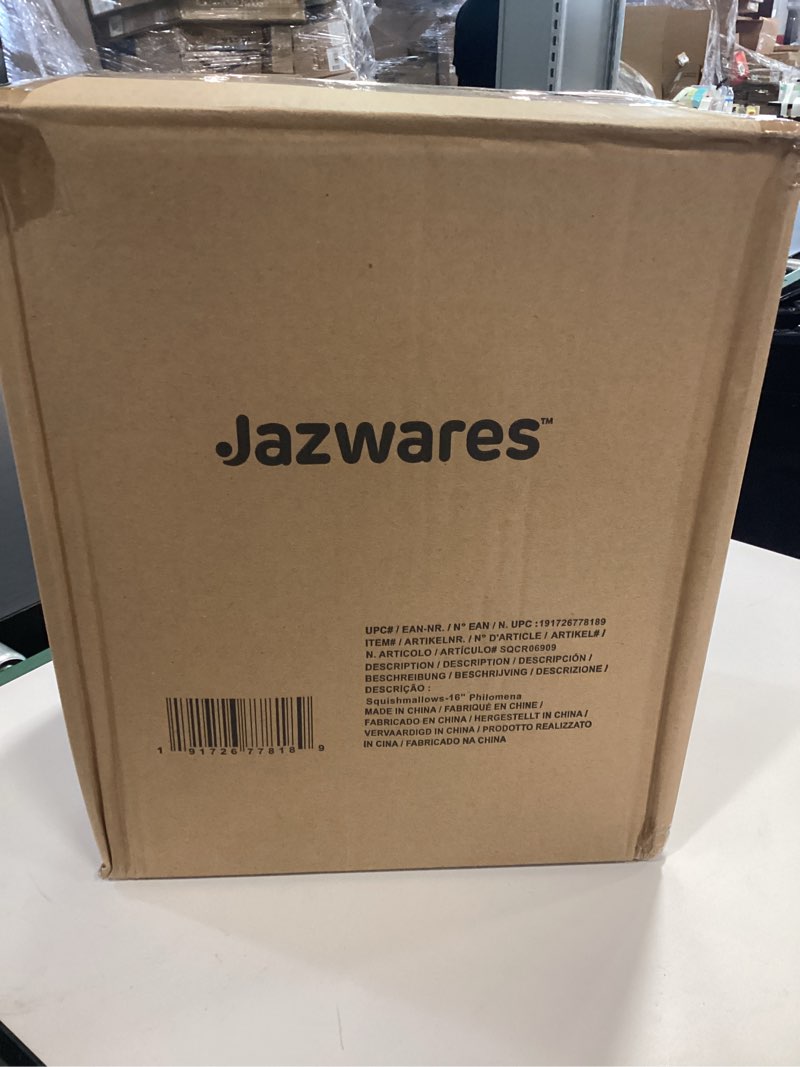 Jazwares™
UPC# / EAN-NR. / N° EAN / N. UPC :191726778189
ITEM# / ARTIKELNR. / N° D'ARTICLE / ARTIKEL# /
N. ARTICOLO / ARTÍCULO# SQCR06909
DESCRIPTION / DESCRIPTION / DESCRIPCIÓN /
BESCHREIBUNG / BESCHRIJVING / DESCRIZIONE /
DESCRIÇÃO :
Squishmallows-16" Philomena
MADE IN CHINA / FABRIQUÉ EN CHINE /
FABRICADO EN CHINA / HERGESTELLT IN CHINA /
VERVAARDIGD IN CHINA / PRODOTTO REALIZZATO
IN CINA / FABRICADO NA CHINA
1 91726 77818 9